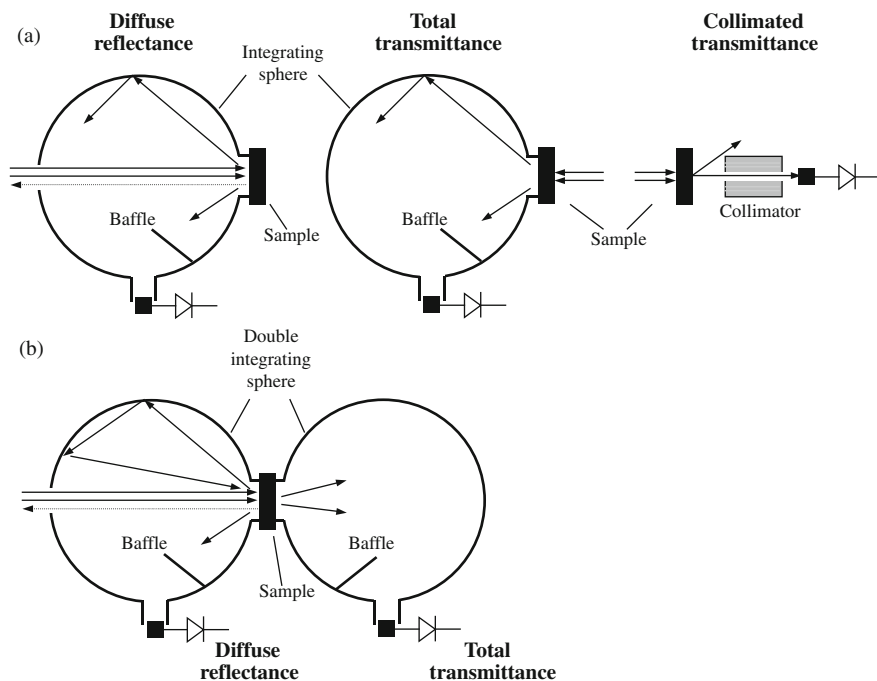 (a)
Diffuse
reflectance
Total
transmittance
Collimated
transmittance
Integrating
sphere
Baffle
Sample
Baffle
Sample
Collimator
(b)
Double
integrating
sphere
Baffle
Sample
Baffle
Diffuse
reflectance
Total
transmittance